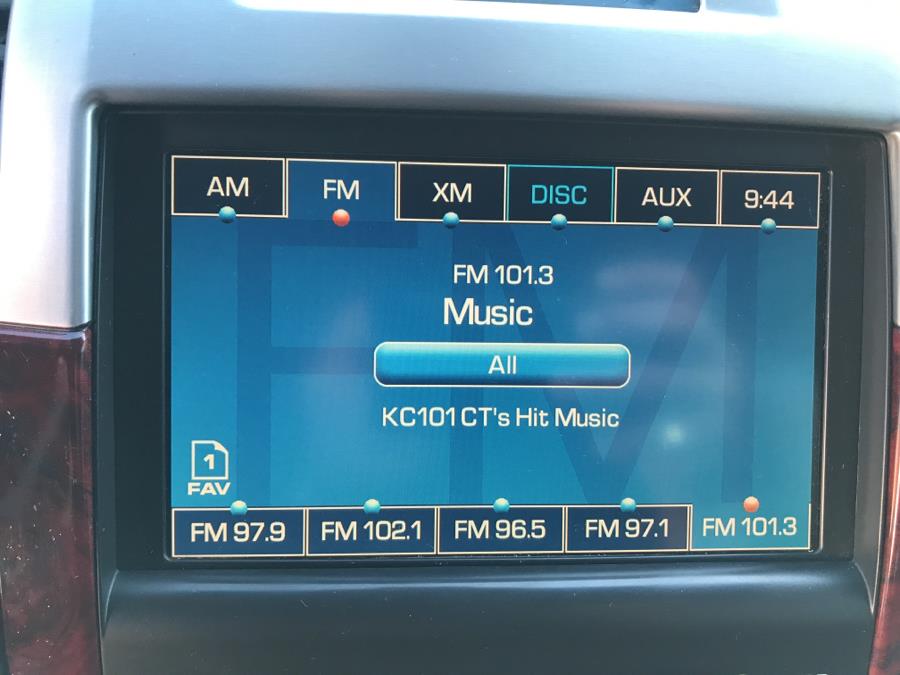 AM FM XM DISC AUX 9:44
FM 101.3
Music
All
KC101 CT's Hit Music
1
FAV
FM 97.9 FM 102.1 FM 96.5 FM 97.1 FM 101.3